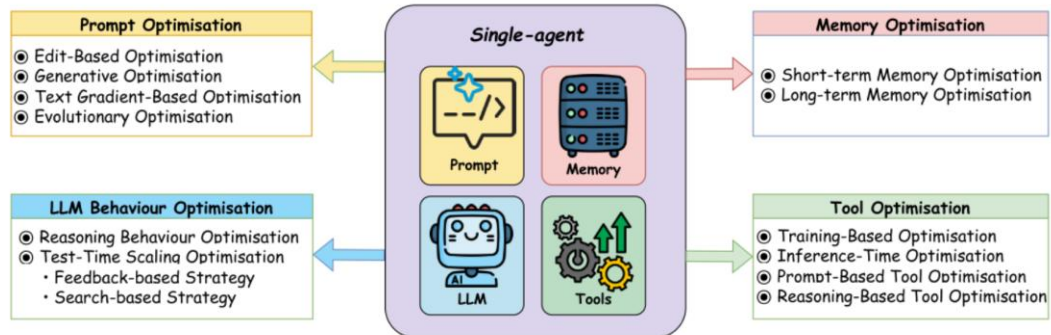 Prompt Optimisation
◉ Edit-Based Optimisation
◉ Generative Optimisation
◉ Text Gradient-Based Optimisation
◉ Evolutionary Optimisation
Single-agent
Prompt
Memory
LLM
AI
Tools
Memory Optimisation
◉ Short-term Memory Optimisation
◉ Long-term Memory Optimisation
LLM Behaviour Optimisation
◉ Reasoning Behaviour Optimisation
◉ Test-Time Scaling Optimisation
• Feedback-based Strategy
• Search-based Strategy
Tool Optimisation
◉ Training-Based Optimisation
◉ Inference-Time Optimisation
◉ Prompt-Based Tool Optimisation
◉ Reasoning-Based Tool Optimisation